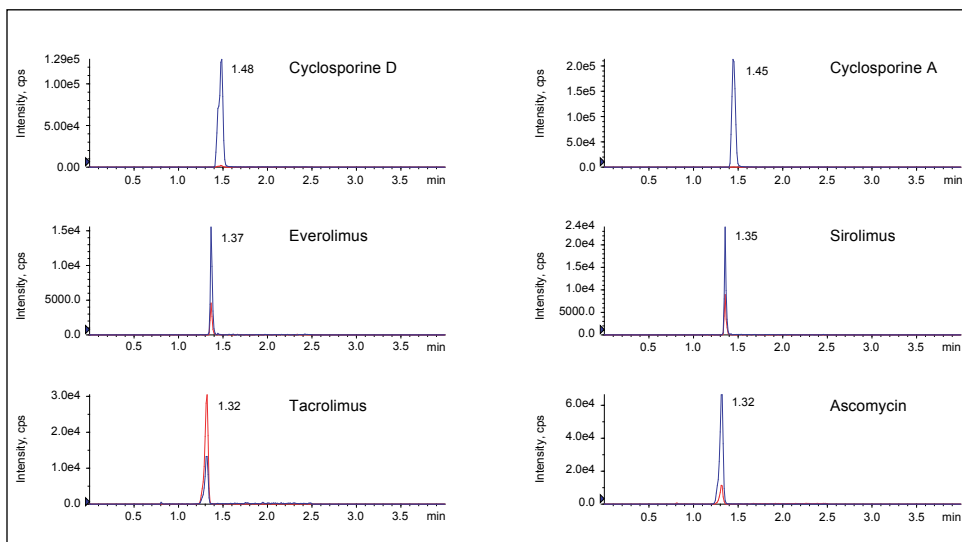 Cyclosporine D
Intensity, cps
1.29e5
1.00e5
5.00e4
0.00
1.48
0.5 1.0 1.5 2.0 2.5 3.0 3.5 min
Cyclosporine A
Intensity, cps
2.0e5
1.5e5
1.0e5
5.0e4
0.0
1.45
0.5 1.0 1.5 2.0 2.5 3.0 3.5 min
Everolimus
Intensity, cps
1.5e4
1.0e4
5000.0
0.0
1.37
0.5 1.0 1.5 2.0 2.5 3.0 3.5 min
Sirolimus
Intensity, cps
2.4e4
2.0e4
1.5e4
1.0e4
5000.0
0.0
1.35
0.5 1.0 1.5 2.0 2.5 3.0 3.5 min
Tacrolimus
Intensity, cps
3.0e4
2.0e4
1.0e4
0.0
1.32
0.5 1.0 1.5 2.0 2.5 3.0 3.5 min
Ascomycin
Intensity, cps
6.0e4
4.0e4
2.0e4
0.0
1.32
0.5 1.0 1.5 2.0 2.5 3.0 3.5 min